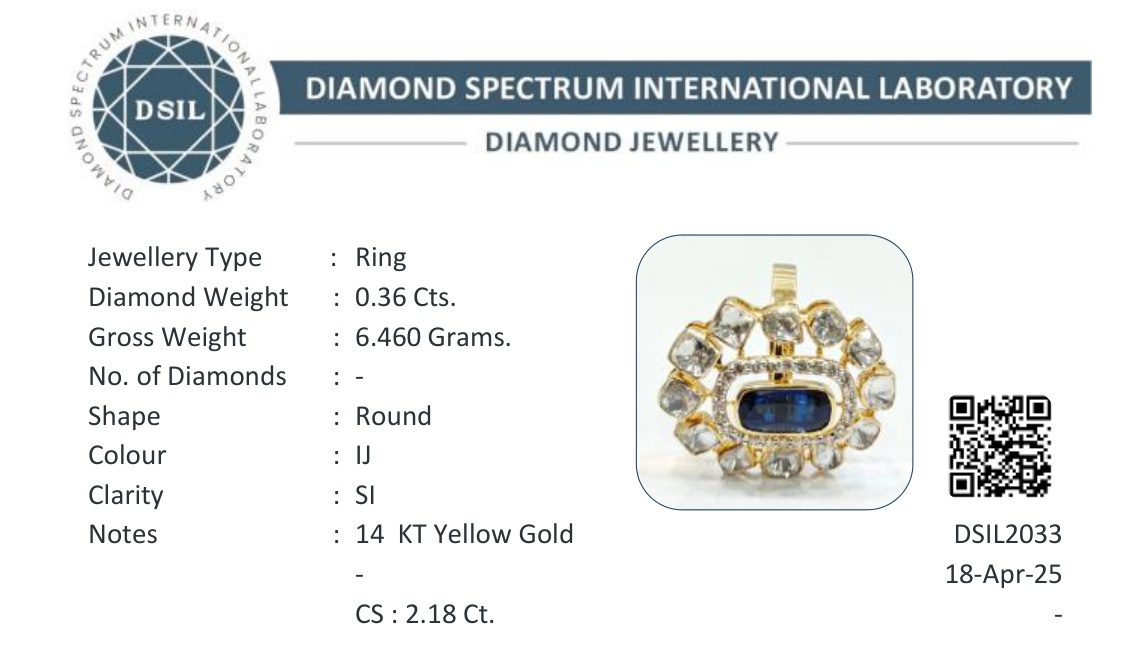 DIAMOND SPECTRUM INTERNATIONAL LABORATORY
DSIL
DIAMOND SPECTRUM INTERNATIONAL LABORATORY
DIAMOND JEWELLERY
Jewellery Type : Ring
Diamond Weight : 0.36 Cts.
Gross Weight : 6.460 Grams.
No. of Diamonds : -
Shape : Round
Colour : IJ
Clarity : SI
Notes : 14 KT Yellow Gold
-
CS : 2.18 Ct.
DSIL2033
18-Apr-25
-